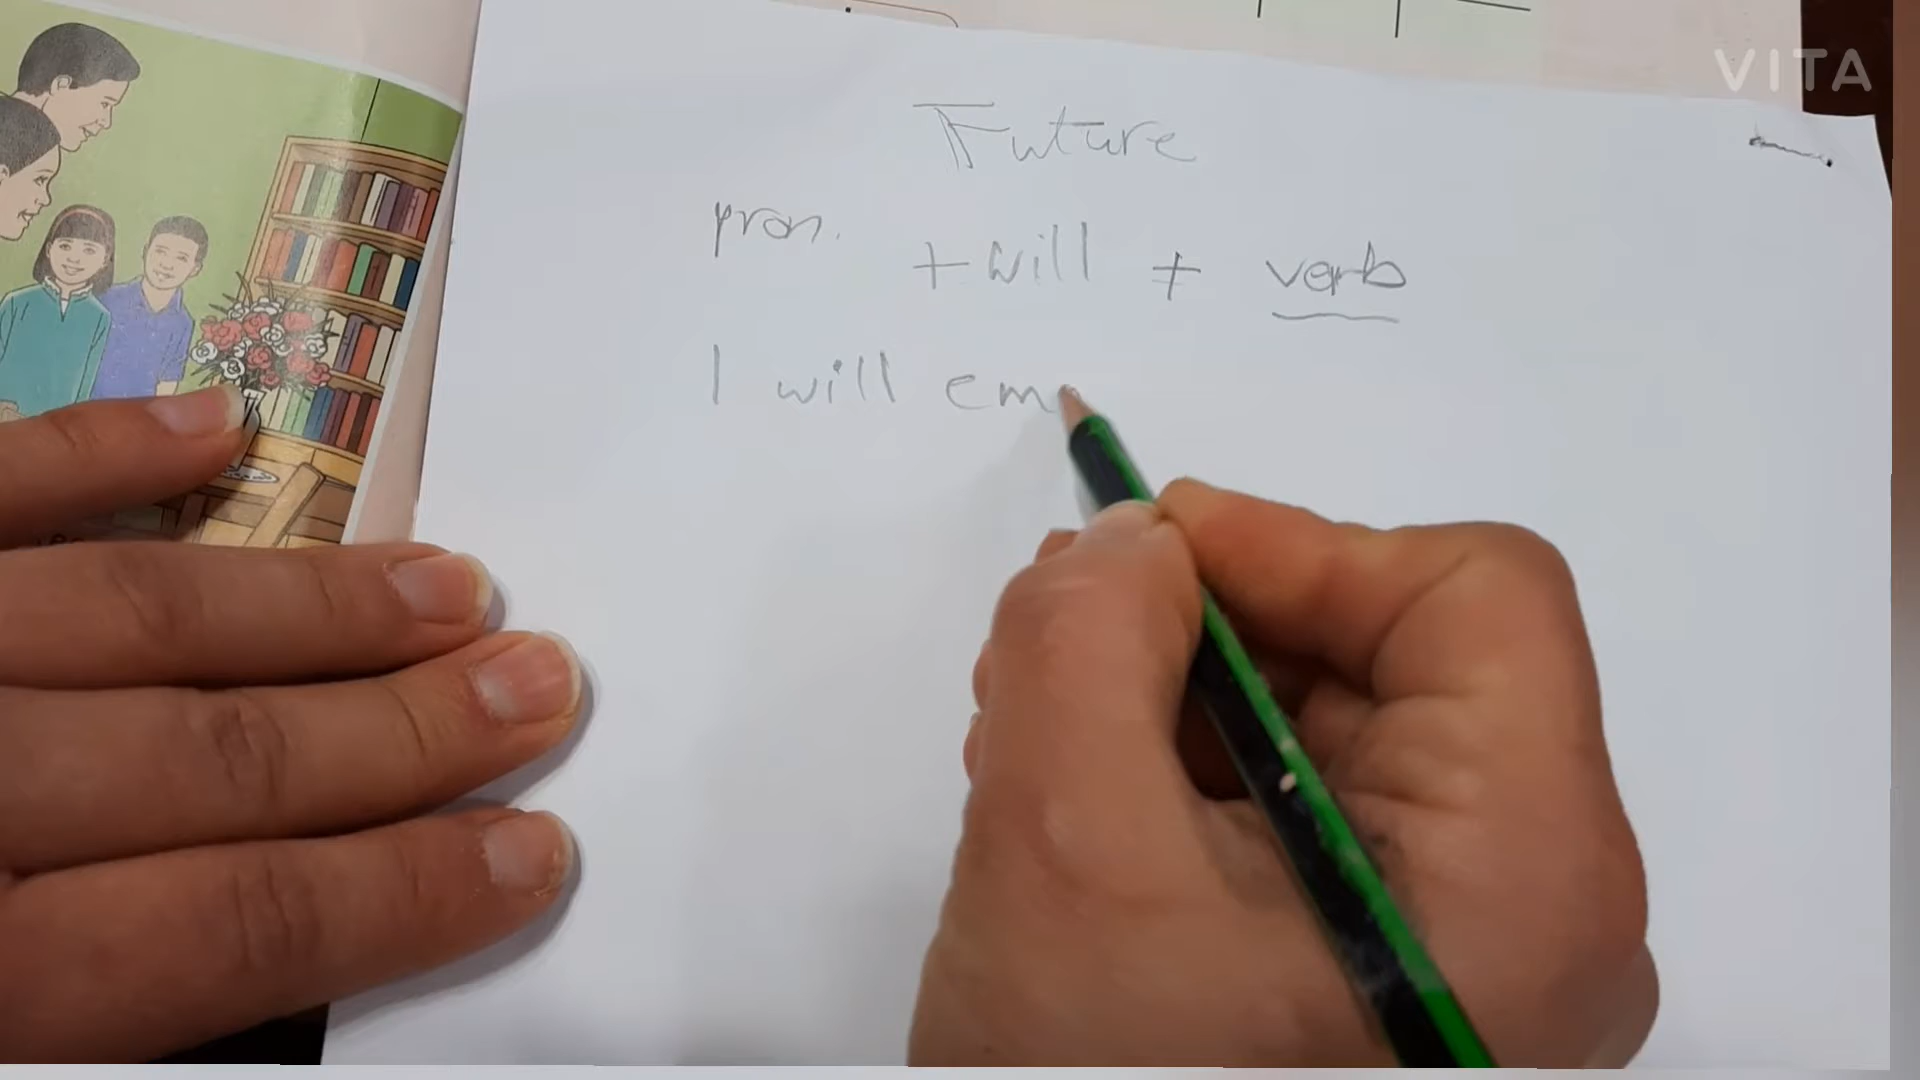 VITA
Future
pron. + will + verb
I will em